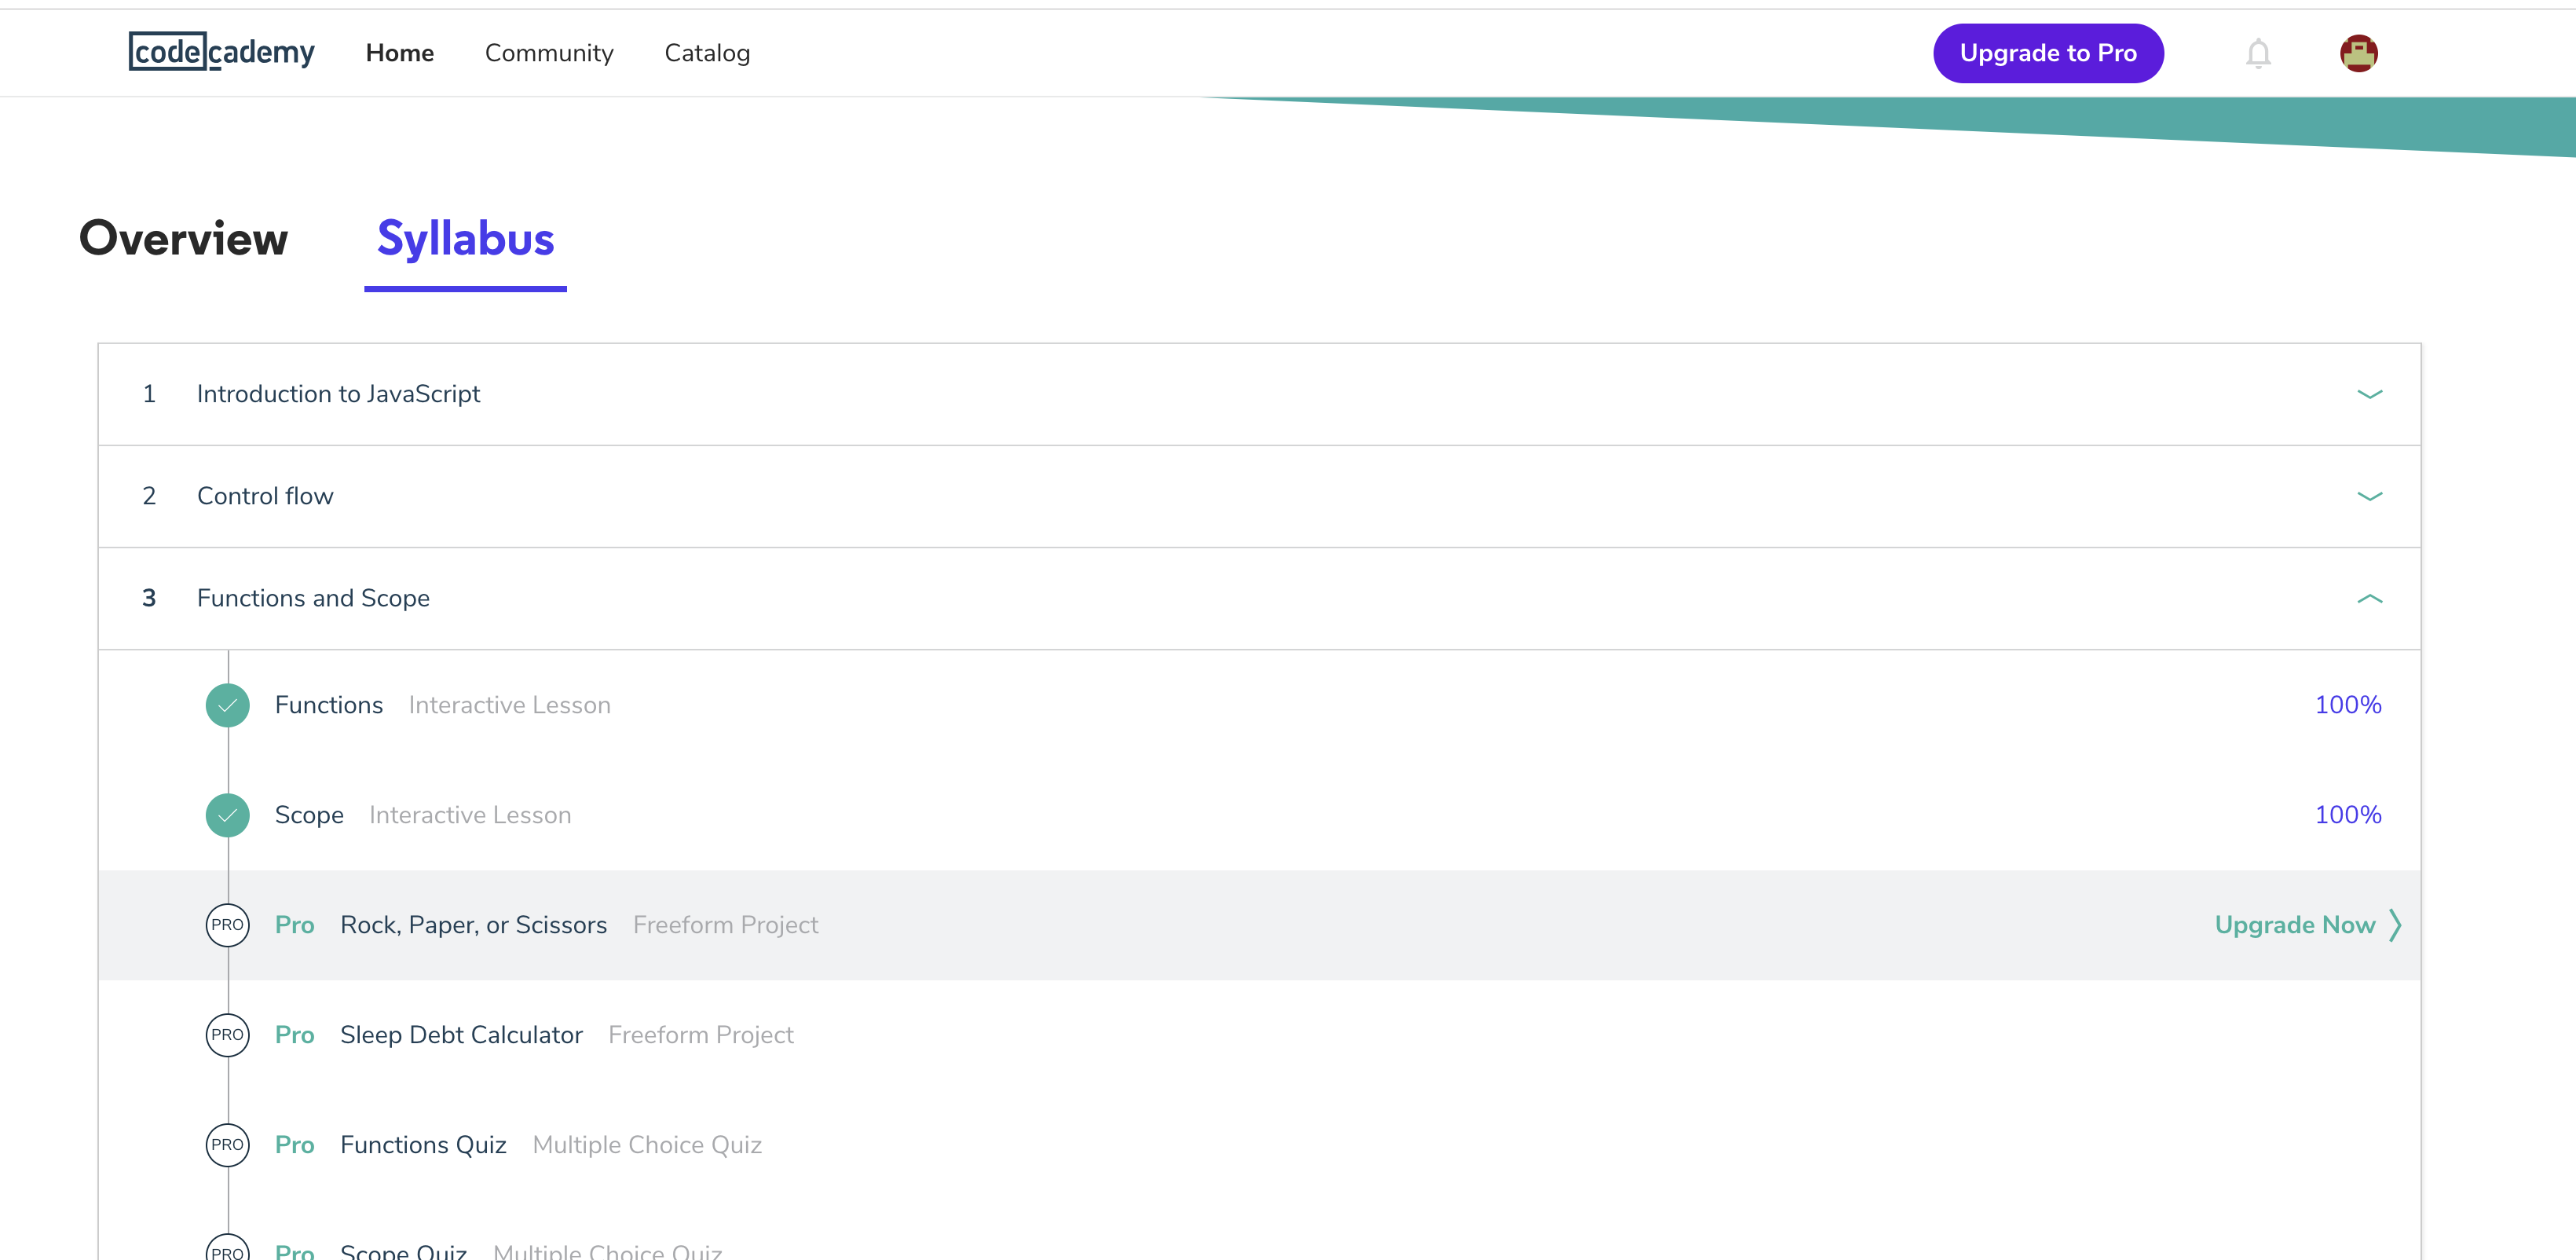 codecademy Home Community Catalog Upgrade to Pro
Overview Syllabus
1 Introduction to JavaScript
2 Control flow
3 Functions and Scope
Functions Interactive Lesson 100%
Scope Interactive Lesson 100%
PRO Pro Rock, Paper, or Scissors Freeform Project Upgrade Now
PRO Pro Sleep Debt Calculator Freeform Project
PRO Pro Functions Quiz Multiple Choice Quiz
PRO Pro Scope Quiz Multiple Choice Quiz